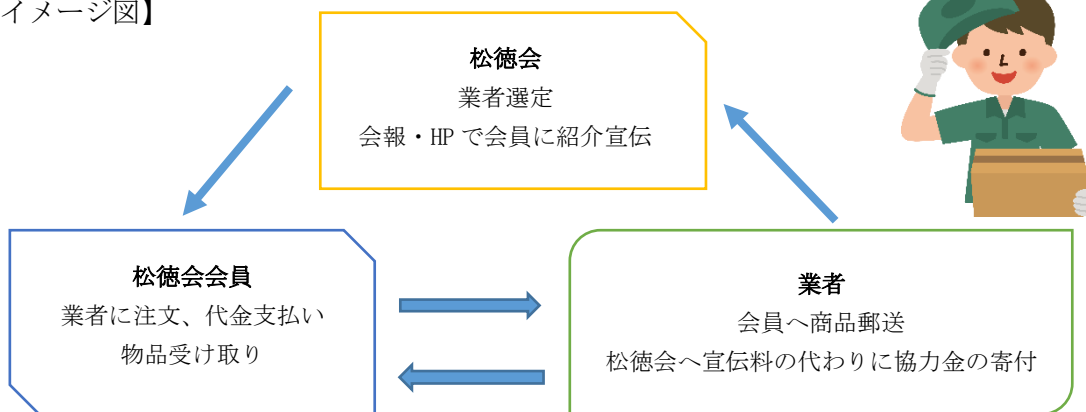 イメージ図】
松徳会
業者選定
会報・HPで会員に紹介宣伝
松徳会会員
業者に注文、代金支払い
物品受け取り
業者
会員へ商品郵送
松徳会へ宣伝料の代わりに協力金の寄付